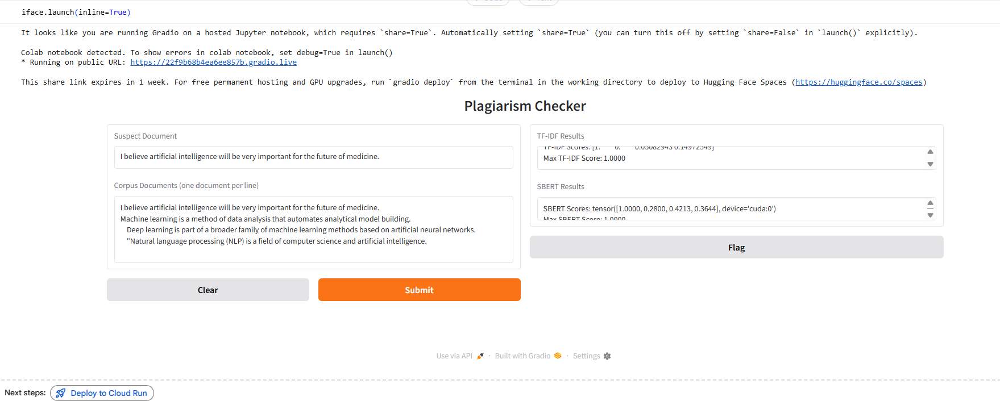 iface.launch(inline=True)
It looks like you are running Gradio on a hosted Jupyter notebook, which requires `share=True`. Automatically setting `share=True` (you can turn this off by setting `share=False` in `launch()` explicitly).
Colab notebook detected. To show errors in colab notebook, set debug=True in launch()
* Running on public URL: https://22f9b68b4ea6ee857b.gradio.live
This share link expires in 1 week. For free permanent hosting and GPU upgrades, run `gradio deploy` from the terminal in the working directory to deploy to Hugging Face Spaces (https://huggingface.co/spaces)
Plagiarism Checker
Suspect Document
I believe artificial intelligence will be very important for the future of medicine.
Corpus Documents (one document per line)
I believe artificial intelligence will be very important for the future of medicine.
Machine learning is a method of data analysis that automates analytical model building.
Deep learning is part of a broader family of machine learning methods based on artificial neural networks.
"Natural language processing (NLP) is a field of computer science and artificial intelligence.
Clear
Submit
TF-IDF Results
TF-IDF Scores: [1. 0. 0.05082943 0.14972549]
Max TF-IDF Score: 1.0000
SBERT Results
SBERT Scores: tensor([1.0000, 0.2800, 0.4213, 0.3644], device='cuda:0')
Max SBERT Score: 1.0000
Flag
Use via API · Built with Gradio · Settings
Next steps: Deploy to Cloud Run